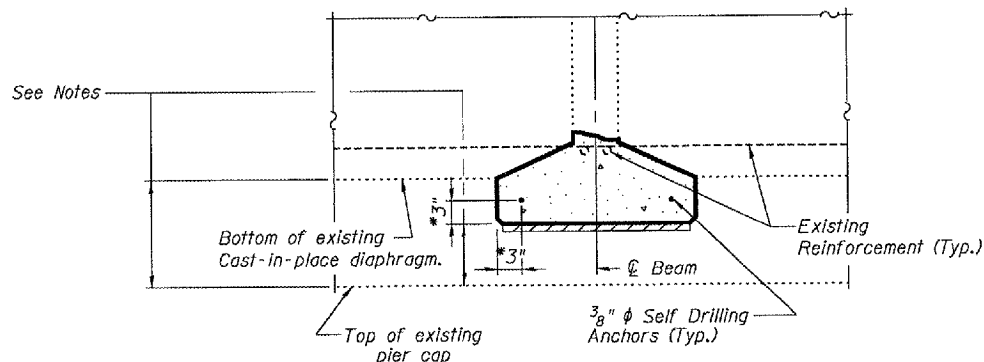 See Notes
*3"
*3"
Bottom of existing
Cast-in-place diaphragm.
℄ Beam
Existing
Reinforcement (Typ.)
Top of existing
pier cap
3/8" ϕ Self Drilling
Anchors (Typ.)